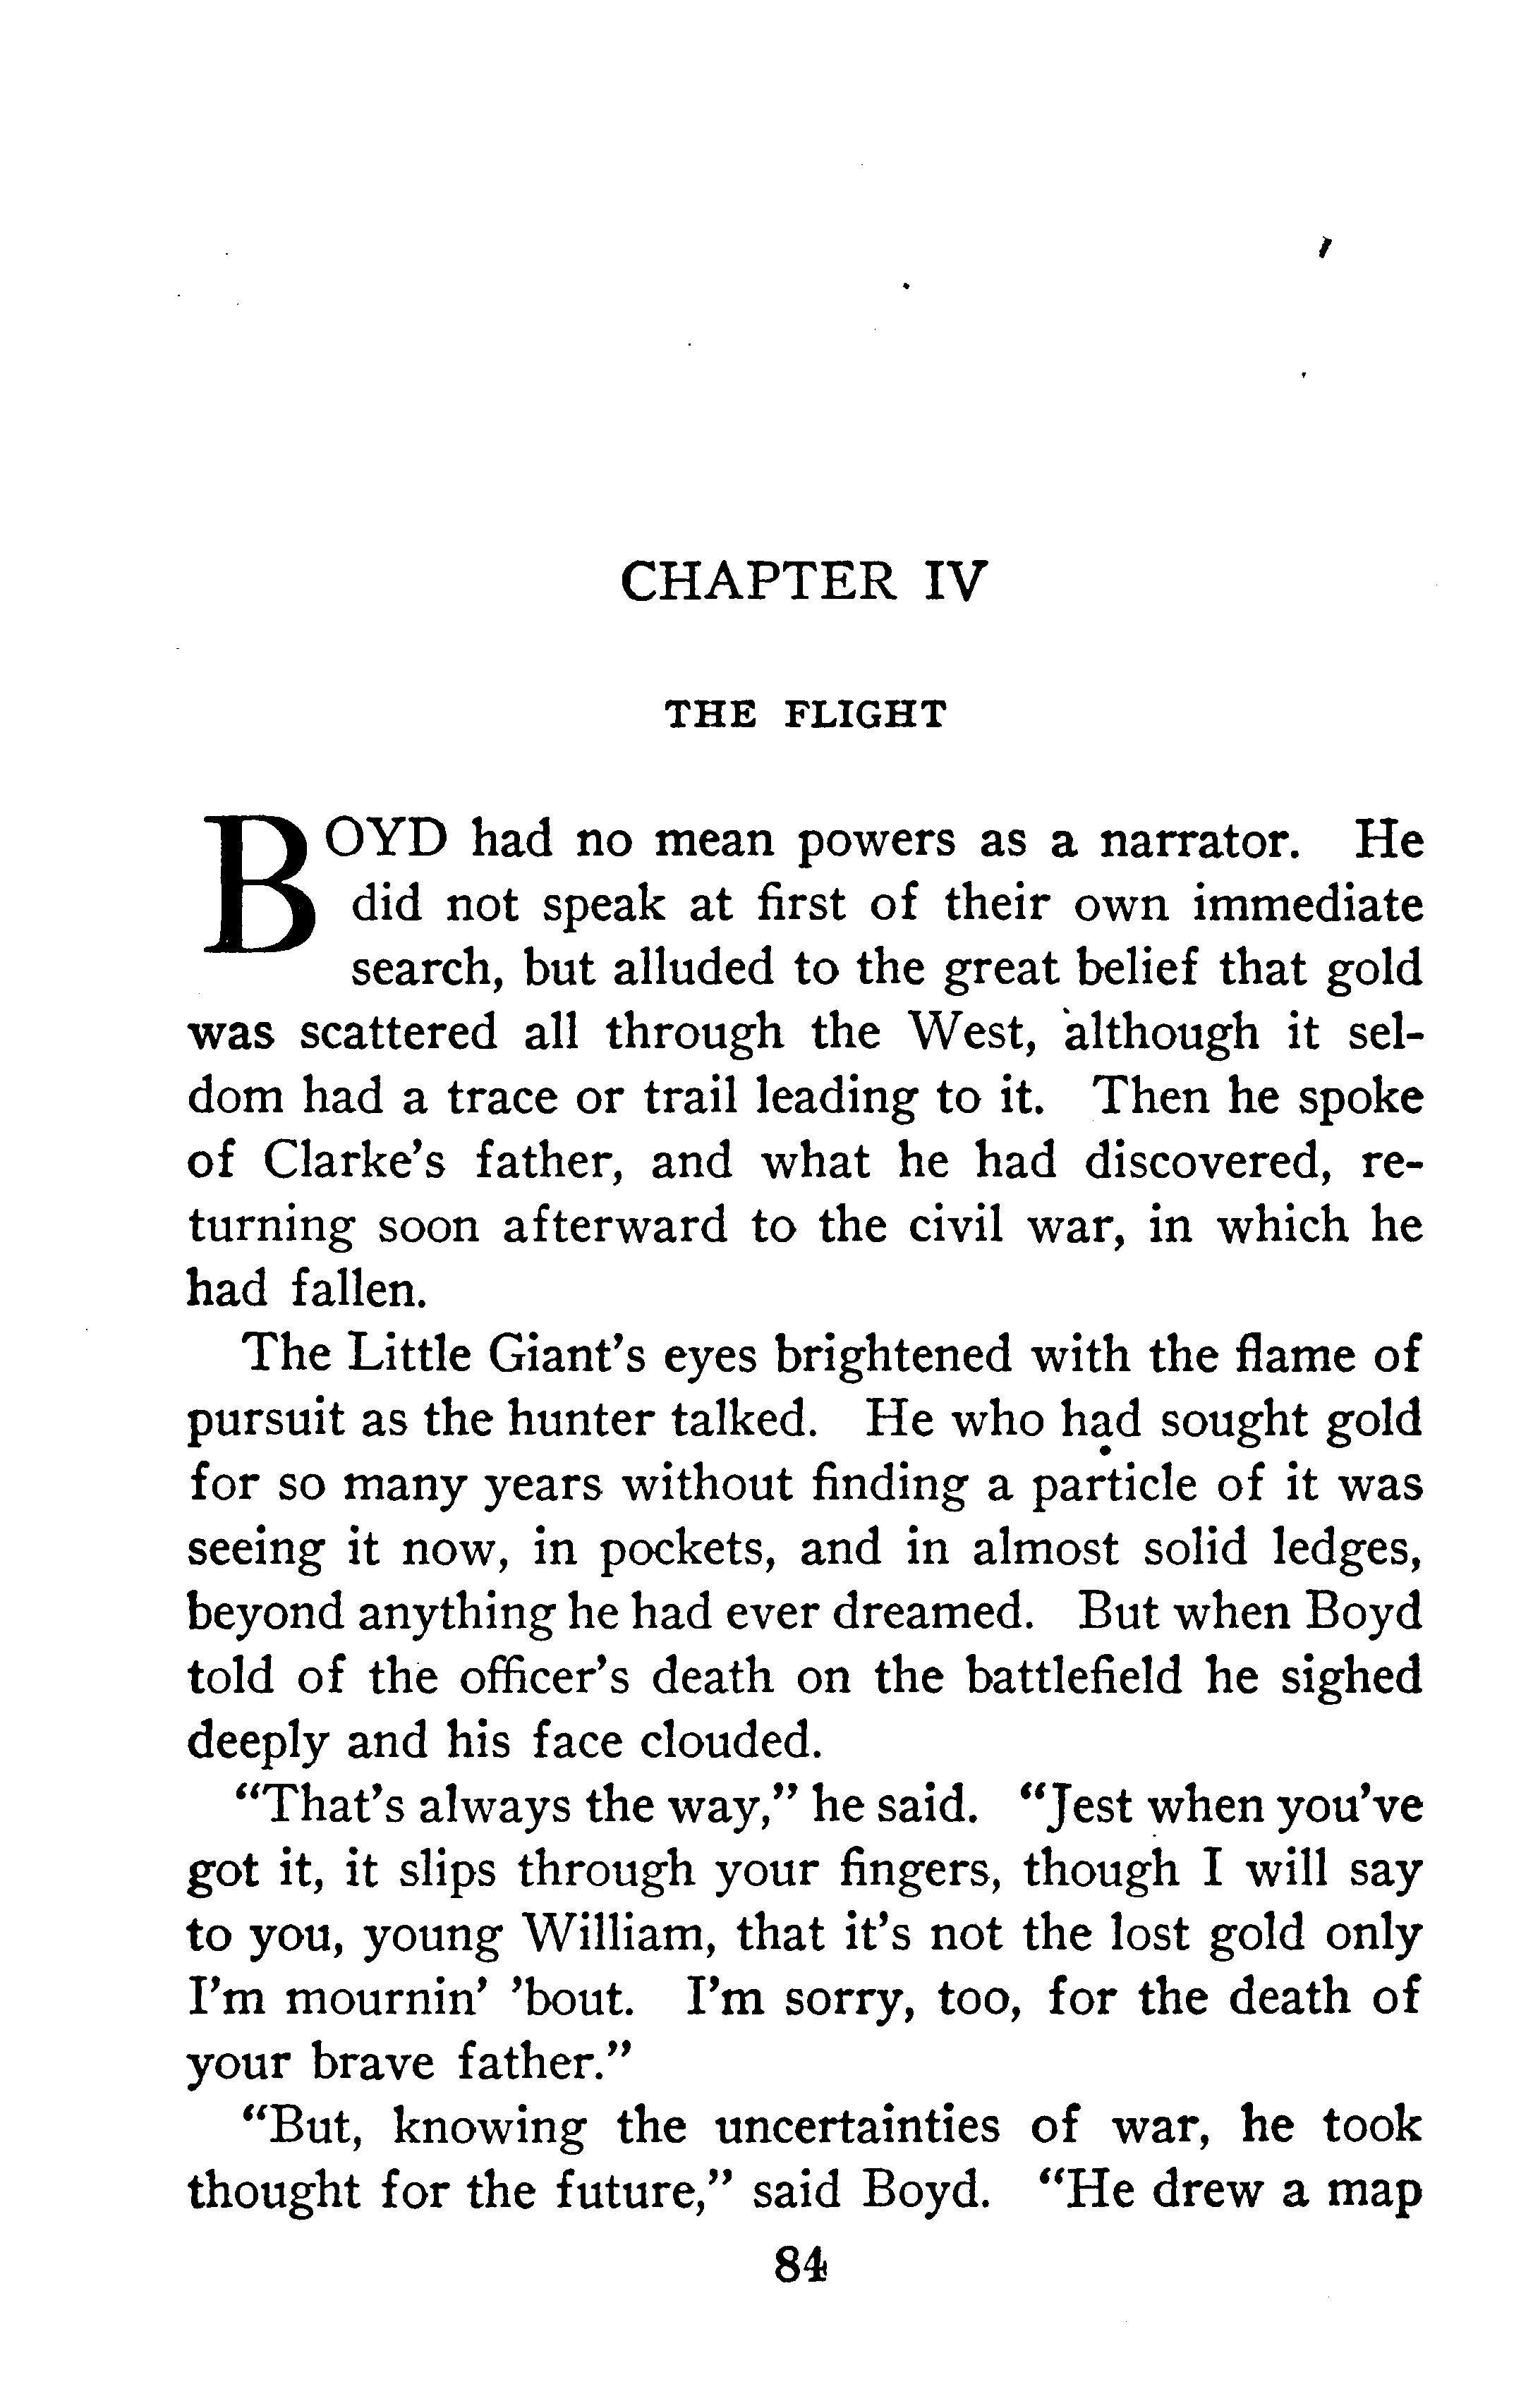 CHAPTER IV
THE FLIGHT
BOYD had no mean powers as a narrator. He
did not speak at first of their own immediate
search, but alluded to the great belief that gold
was scattered all through the West, although it sel-
dom had a trace or trail leading to it. Then he spoke
of Clarke's father, and what he had discovered, re-
turning soon afterward to the civil war, in which he
had fallen.
The Little Giant's eyes brightened with the flame of
pursuit as the hunter talked. He who had sought gold
for so many years without finding a particle of it was
seeing it now, in pockets, and in almost solid ledges,
beyond anything he had ever dreamed. But when Boyd
told of the officer's death on the battlefield he sighed
deeply and his face clouded.
"That's always the way," he said. "Jest when you've
got it, it slips through your fingers, though I will say
to you, young William, that it's not the lost gold only
I'm mournin' 'bout. I'm sorry, too, for the death of
your brave father."
"But, knowing the uncertainties of war, he took
thought for the future," said Boyd. "He drew a map
84